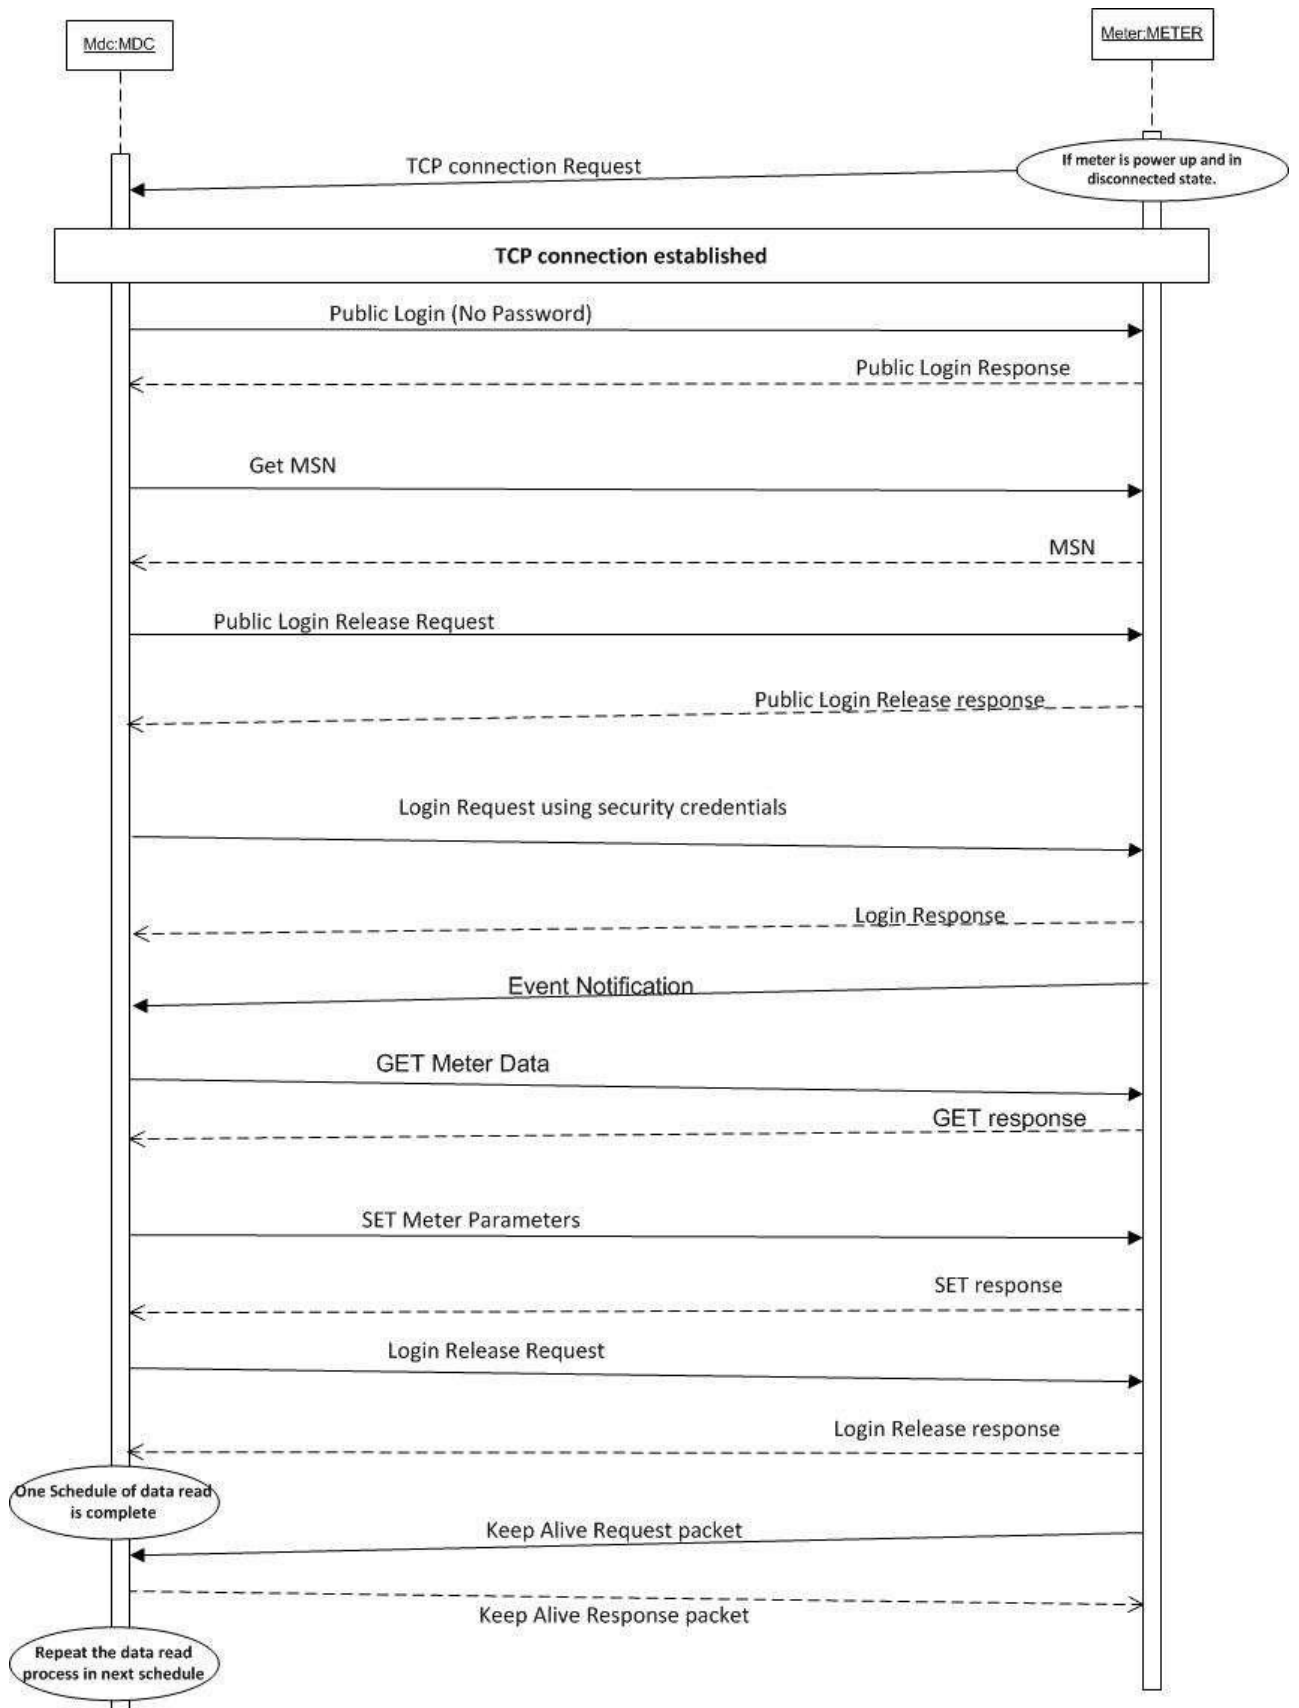 Mdc:MDC
Meter:METER
TCP connection Request
If meter is power up and in
disconnected state.
TCP connection established
Public Login (No Password)
Public Login Response
Get MSN
MSN
Public Login Release Request
Public Login Release response
Login Request using security credentials
Login Response
Event Notification
GET Meter Data
GET response
SET Meter Parameters
SET response
Login Release Request
Login Release response
One Schedule of data read
is complete
Keep Alive Request packet
Keep Alive Response packet
Repeat the data read
process in next schedule